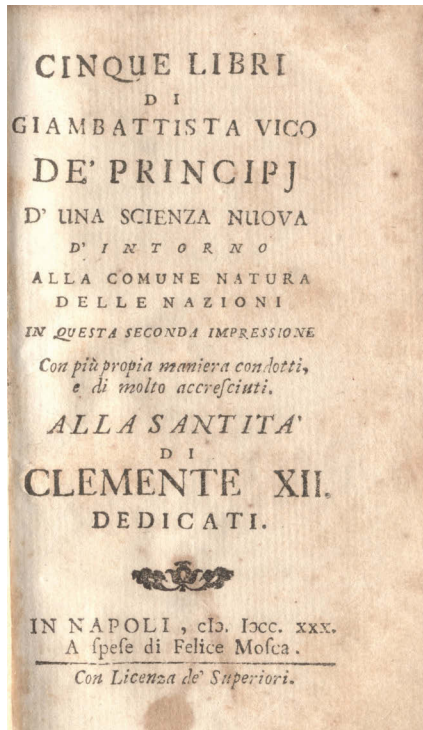 CINQUE LIBRI
DI
GIAMBATTISTA VICO
DE' PRINCIPJ
D' UNA SCIENZA NUOVA
D' INTORNO
ALLA COMUNE NATURA
DELLE NAZIONI
IN QUESTA SECONDA IMPRESSIONE
Con più propia maniera condotti,
e di molto accreſciuti.
ALLA SANTITA'
DI
CLEMENTE XII.
DEDICATI.
IN NAPOLI, cIɔ. Iɔcc. xxx.
A ſpeſe di Felice Moſca.
Con Licenza de' Superiori.